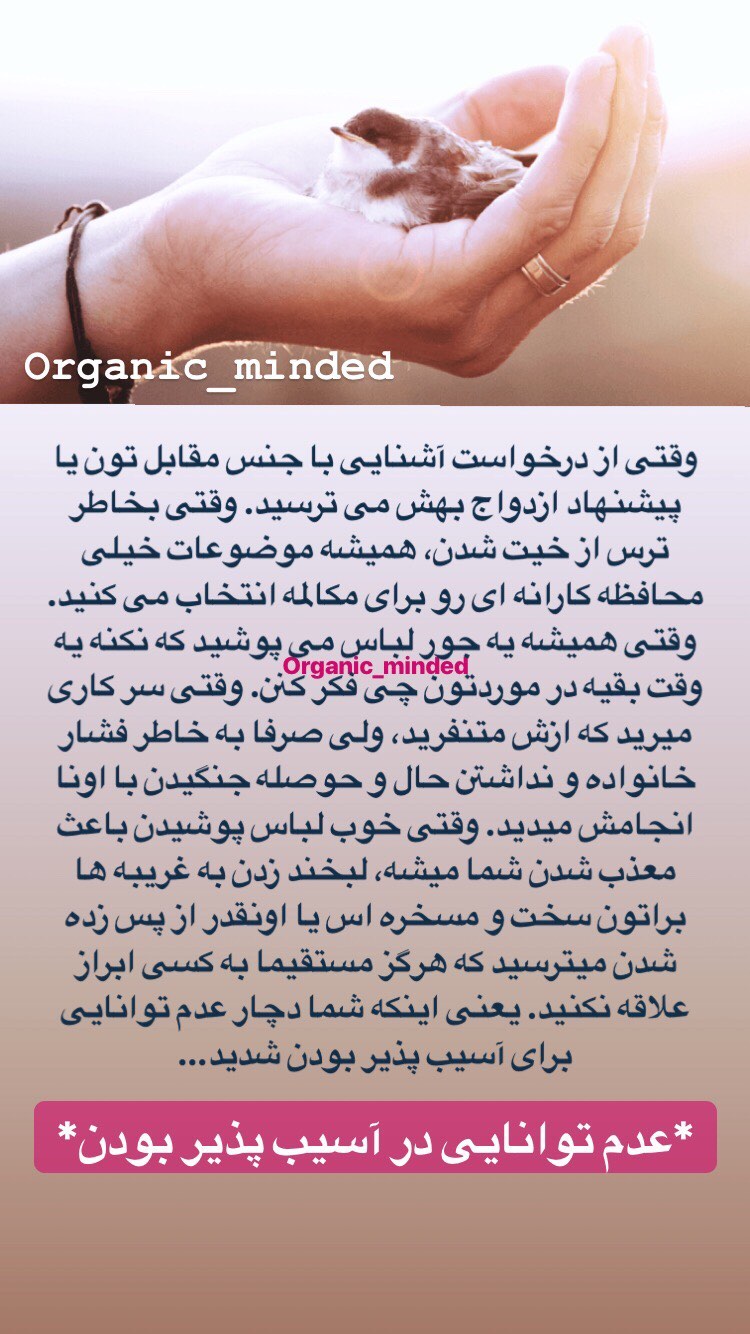 Organic_minded
وقتی از درخواست آشنایی با جنس مقابل تون یا
پیشنهاد ازدواج بهش می ترسید. وقتی بخاطر
ترس از خیت شدن، همیشه موضوعات خیلی
محافظه کارانه ای رو برای مکالمه انتخاب می کنید.
وقتی همیشه یه جور لباس می پوشید که نکنه یه
Organic_minded
وقت بقیه در موردتون چی فکر کنن. وقتی سر کاری
میرید که ازش متنفرید، ولی صرفا به خاطر فشار
خانواده و نداشتن حال و حوصله جنگیدن با اونا
انجامش میدید. وقتی خوب لباس پوشیدن باعث
معذب شدن شما میشه، لبخند زدن به غریبه ها
براتون سخت و مسخره اس یا اونقدر از پس زده
شدن میترسید که هرگز مستقیما به کسی ابراز
علاقه نکنید. یعنی اینکه شما دچار عدم توانایی
برای آسیب پذیر بودن شدید...
*عدم توانایی در آسیب پذیر بودن*